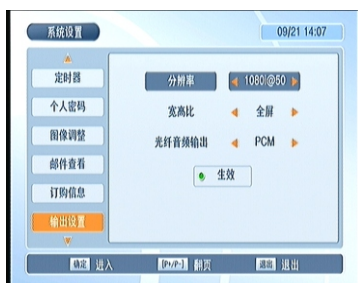 系统设置
09/21 14:07
定时器
个人密码
图像调整
邮件查看
订购信息
输出设置
分辨率 1080i@50
宽高比 全屏
光纤音频输出 PCM
生效
确定 进入 [P+/P-] 翻页 退出 退出